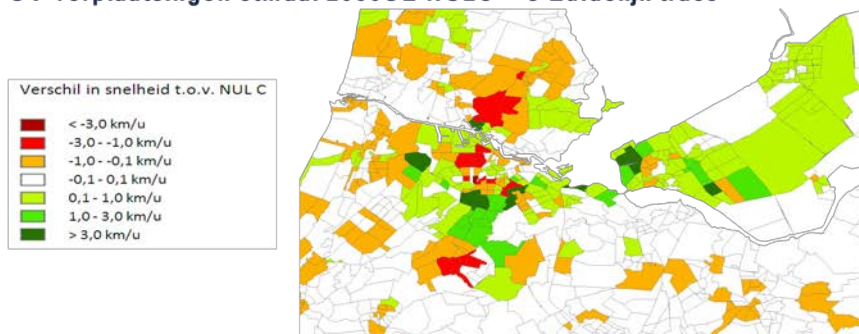 Verschil in snelheid t.o.v. NUL C
< -3,0 km/u
-3,0 - -1,0 km/u
-1,0 - -0,1 km/u
-0,1 - 0,1 km/u
0,1 - 1,0 km/u
1,0 - 3,0 km/u
> 3,0 km/u